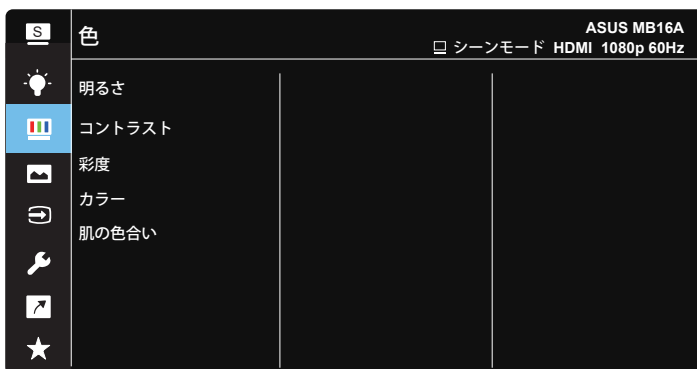 S
色
ASUS MB16A
シーンモード HDMI 1080p 60Hz
明るさ
コントラスト
彩度
カラー
肌の色合い